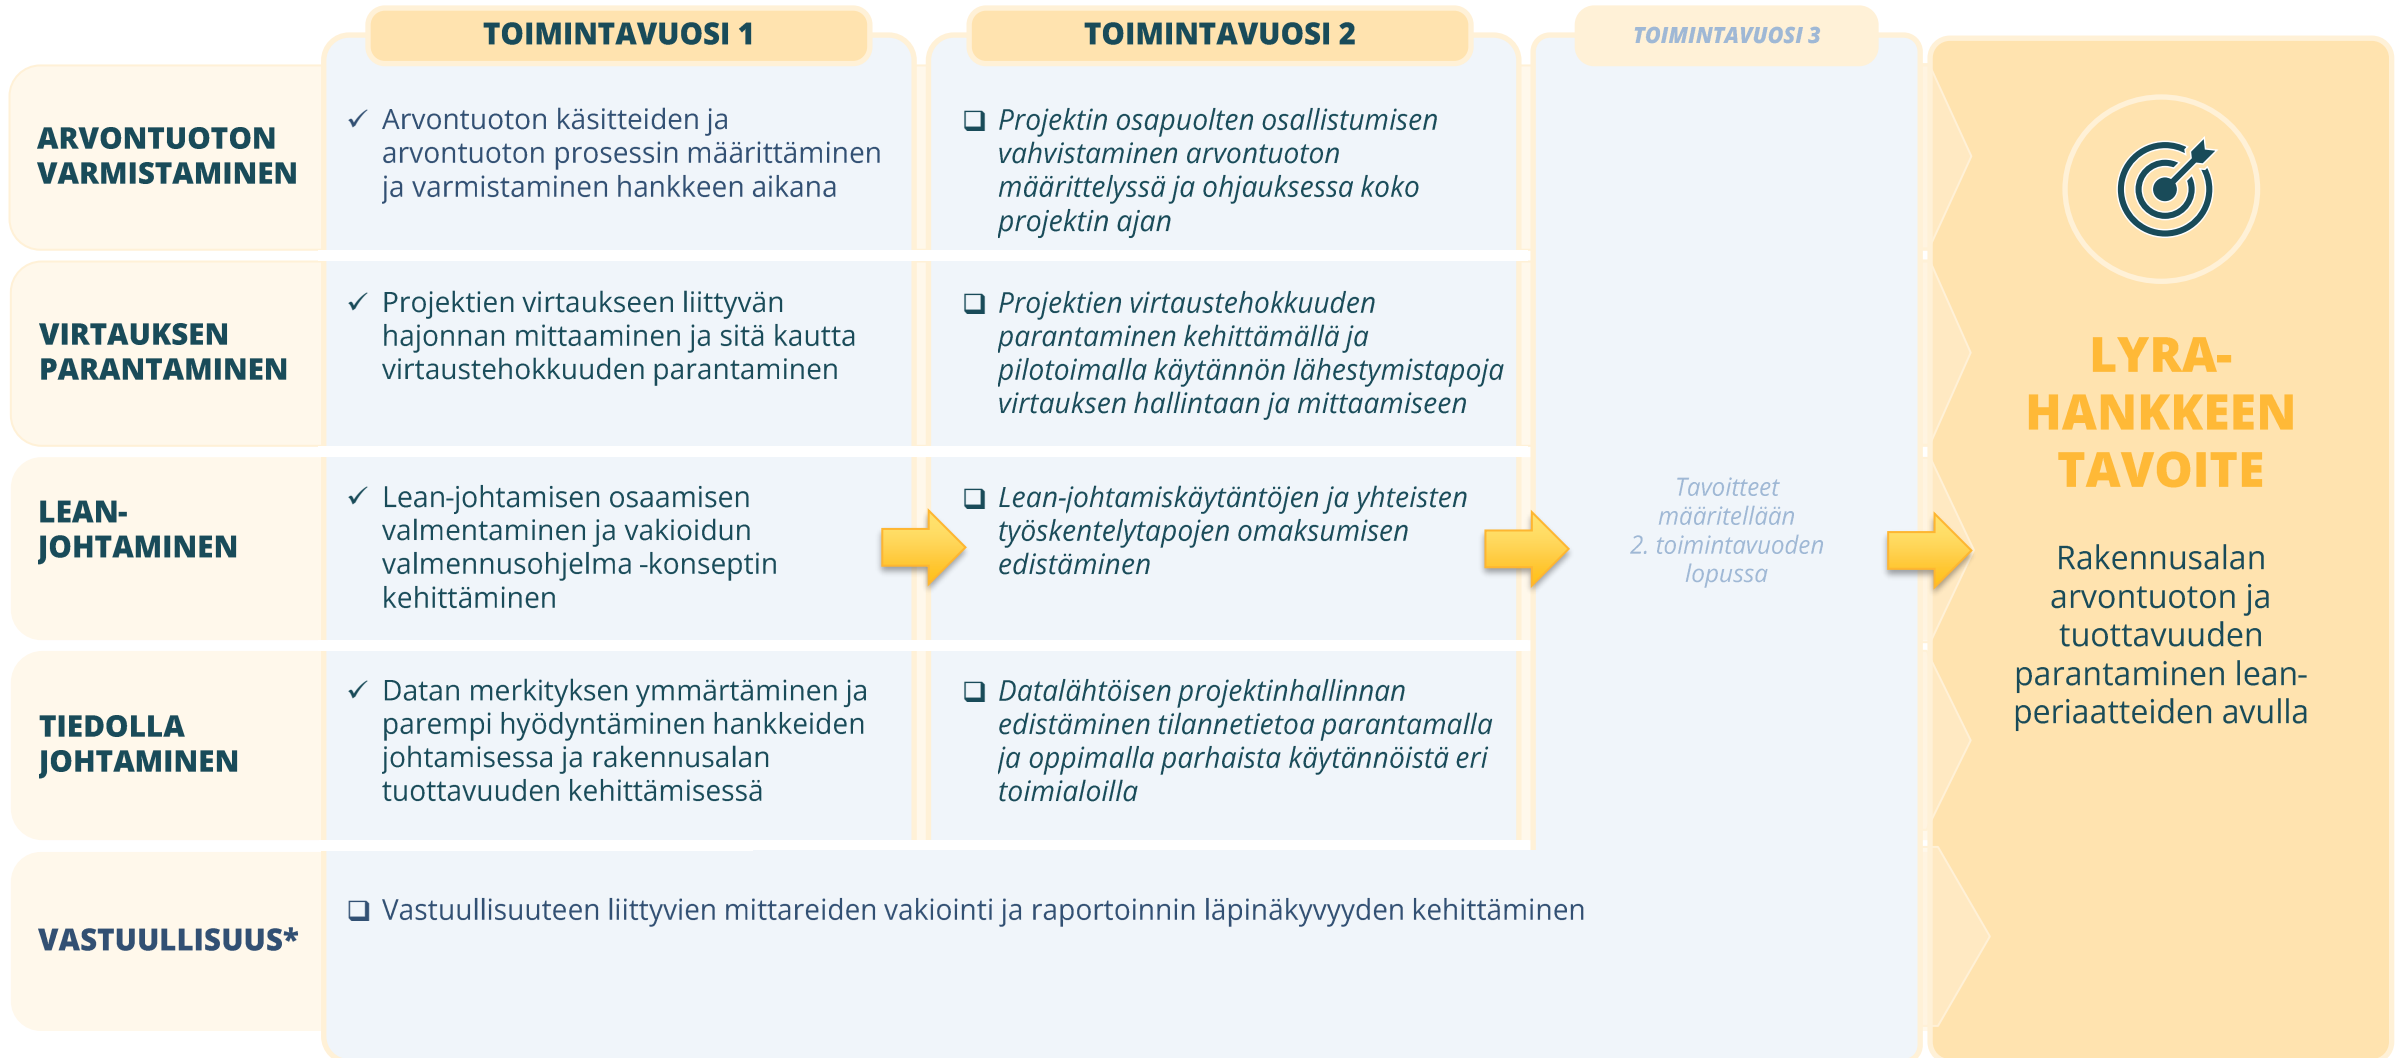 TOIMINTAVUOSI 1
TOIMINTAVUOSI 2
TOIMINTAVUOSI 3
ARVONTUOTON
VARMISTAMINEN
✓ Arvontuoton käsitteiden ja
arvontuoton prosessin määrittäminen
ja varmistaminen hankkeen aikana
❑ Projektin osapuolten osallistumisen
vahvistaminen arvontuoton
määrittelyssä ja ohjauksessa koko
projektin ajan
VIRTAUKSEN
PARANTAMINEN
✓ Projektien virtaukseen liittyvän
hajonnan mittaaminen ja sitä kautta
virtaustehokkuuden parantaminen
❑ Projektien virtaustehokkuuden
parantaminen kehittämällä ja
pilotoimalla käytännön lähestymistapoja
virtauksen hallintaan ja mittaamiseen
LEAN-
JOHTAMINEN
✓ Lean-johtamisen osaamisen
valmentaminen ja vakioidun
valmennusohjelma -konseptin
kehittäminen
❑ Lean-johtamiskäytäntöjen ja yhteisten
työskentelytapojen omaksumisen
edistäminen
TIEDOLLA
JOHTAMINEN
✓ Datan merkityksen ymmärtäminen ja
parempi hyödyntäminen hankkeiden
johtamisessa ja rakennusalan
tuottavuuden kehittämisessä
❑ Datalähtöisen projektinhallinnan
edistäminen tilannetietoa parantamalla
ja oppimalla parhaista käytännöistä eri
toimialoilla
VASTUULLISUUS*
❑ Vastuullisuuteen liittyvien mittareiden vakiointi ja raportoinnin läpinäkyvyyden kehittäminen
Tavoitteet
määritellään
2. toimintavuoden
lopussa
LYRA-
HANKKEEN
TAVOITE
Rakennusalan
arvontuoton ja
tuottavuuden
parantaminen lean-
periaatteiden avulla